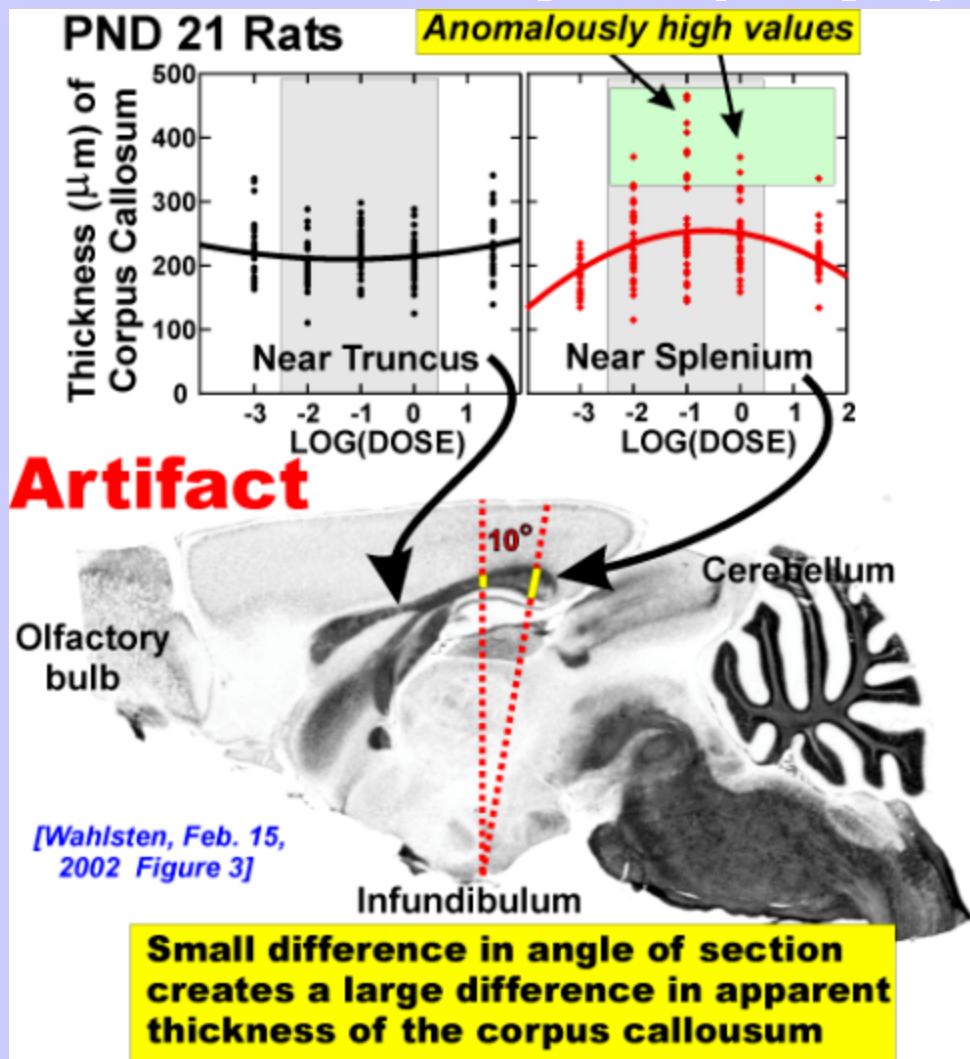 PND 21 Rats
Anomalously high values
Thickness (μm) of
Corpus Callosum
500
400
300
200
100
0
Near Truncus
Near Splenium
-3 -2 -1 0 1
-3 -2 -1 0 1 2
LOG(DOSE)
LOG(DOSE)
Artifact
10°
Cerebellum
Olfactory
bulb
[Wahlsten, Feb. 15,
2002 Figure 3]
Infundibulum
Small difference in angle of section
creates a large difference in apparent
thickness of the corpus callousum